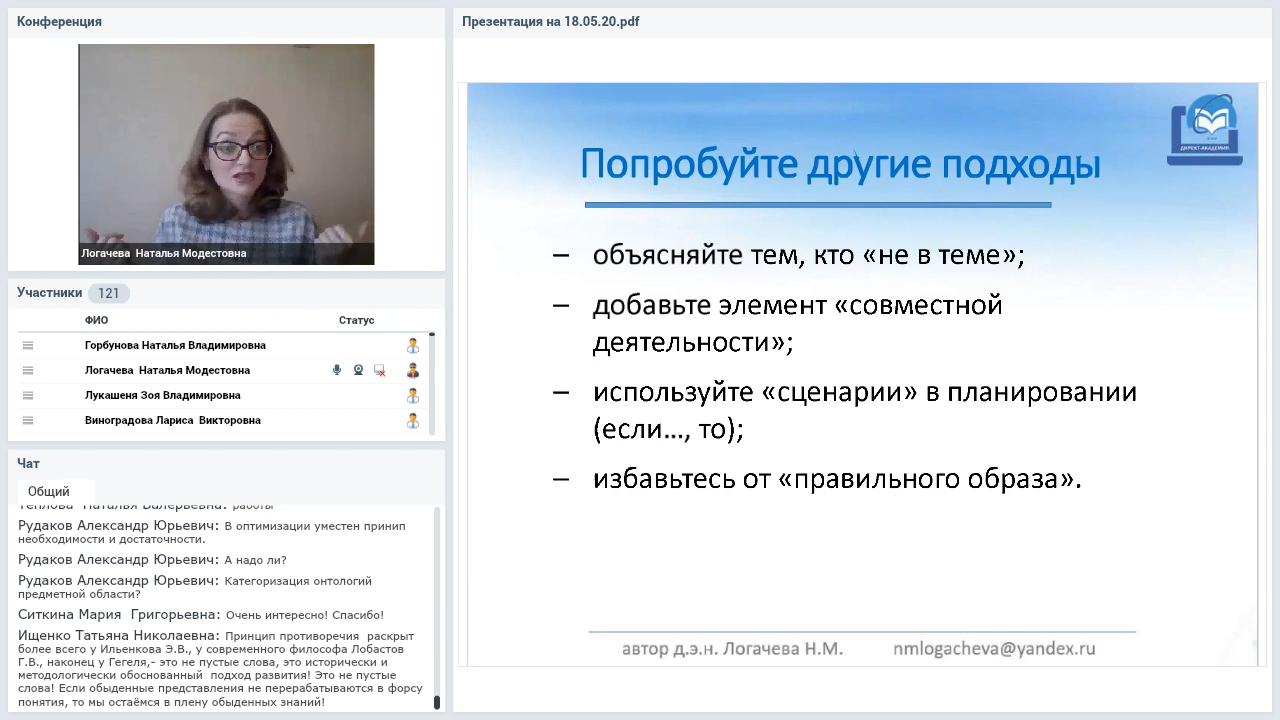 Конференция
Логачева  Наталья Модестовна
Участники 121
ФИО Статус
Горбунова Наталья Владимировна
Логачева  Наталья Модестовна
Лукашеня Зоя Владимировна
Виноградова Лариса  Викторовна
Чат
Общий
Теплова  Наталья Валерьевна: работы
Рудаков Александр Юрьевич: В оптимизации уместен принип
необходимости и достаточности.
Рудаков Александр Юрьевич: А надо ли?
Рудаков Александр Юрьевич: Категоризация онтологий
предметной области?
Ситкина Мария  Григорьевна: Очень интересно! Спасибо!
Ищенко Татьяна Николаевна: Принцип противоречия  раскрыт
более всего у Ильенкова Э.В., у современного философа Лобастов
Г.В., наконец у Гегеля,- это не пустые слова, это исторически и
методологически обоснованный  подход развития! Это не пустые
слова! Если обыденные представления не перерабатываются в форсу
понятия, то мы остаёмся в плену обыденных знаний!
Презентация на 18.05.20.pdf
ДИРЕКТ-АКАДЕМИЯ
Попробуйте другие подходы
– объясняйте тем, кто «не в теме»;
– добавьте элемент «совместной
деятельности»;
– используйте «сценарии» в планировании
(если…, то);
– избавьтесь от «правильного образа».
автор д.э.н. Логачева Н.М. nmlogacheva@yandex.ru